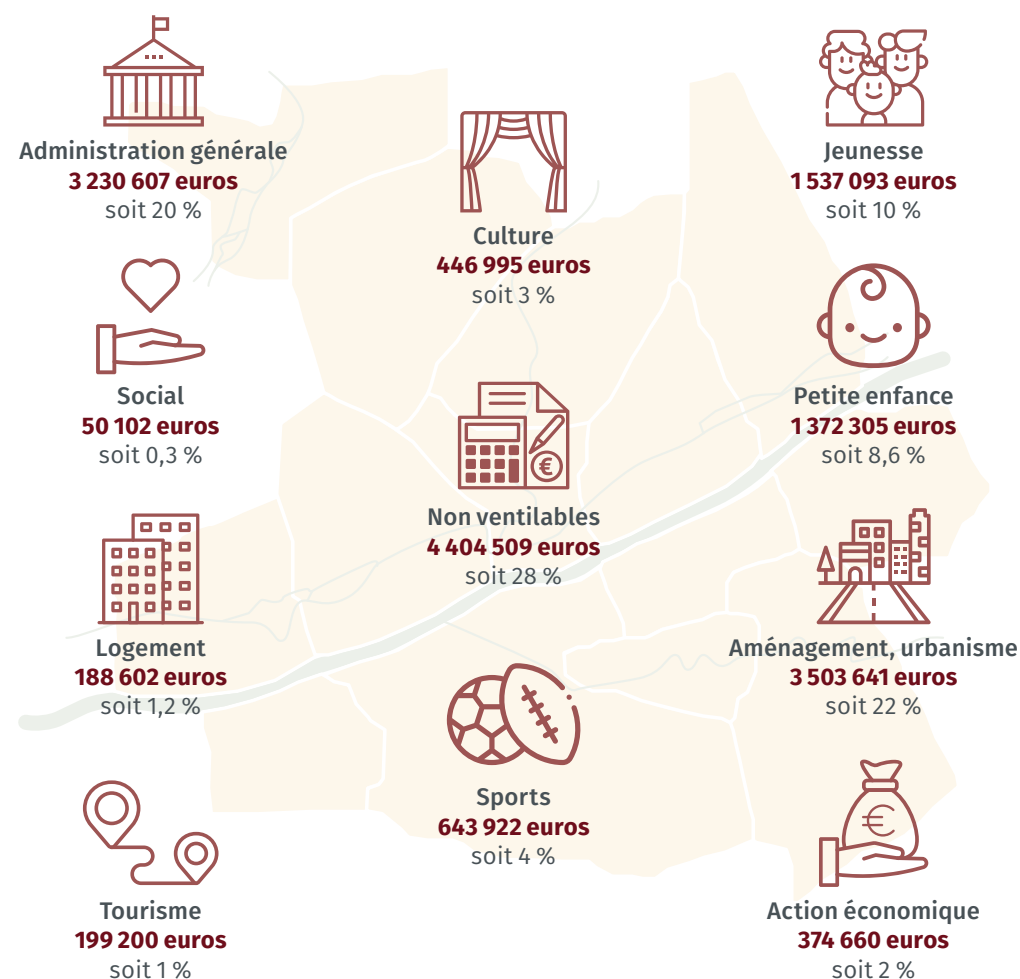 Administration générale
3 230 607 euros
soit 20 %
Culture
446 995 euros
soit 3 %
Jeunesse
1 537 093 euros
soit 10 %
Social
50 102 euros
soit 0,3 %
Non ventilables
4 404 509 euros
soit 28 %
€
Petite enfance
1 372 305 euros
soit 8,6 %
Logement
188 602 euros
soit 1,2 %
Sports
643 922 euros
soit 4 %
Aménagement, urbanisme
3 503 641 euros
soit 22 %
Tourisme
199 200 euros
soit 1 %
€
Action économique
374 660 euros
soit 2 %